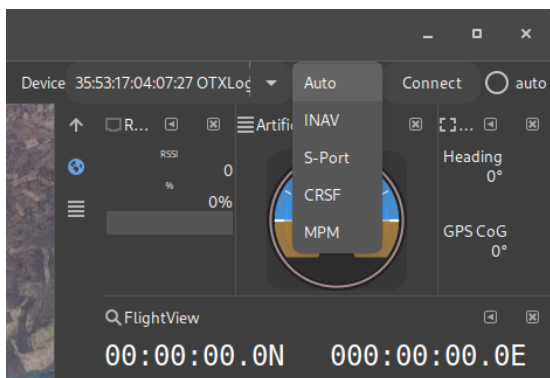 Device 35:53:17:04:07:27 OTXLog Auto Connect auto
INAV
S-Port
CRSF
MPM
R...
RSSI
0
%
0%
Artifi
...
Heading
0°
GPS CoG
0°
FlightView
00:00:00.0N 000:00:00.0E